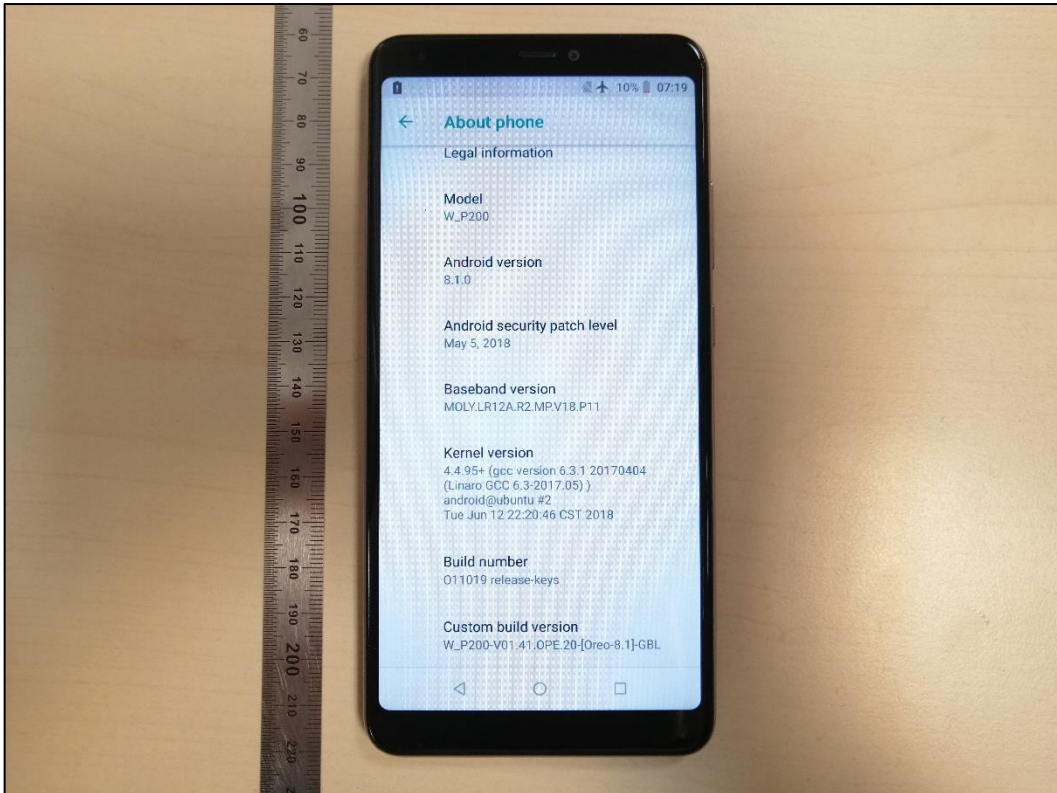 60
70
80
90
100
110
120
130
140
150
160
170
180
190
200
210
220
10% 07:19
About phone
Legal information
Model
W_P200
Android version
8.1.0
Android security patch level
May 5, 2018
Baseband version
MOLY.LR12A.R2.MP.V18.P11
Kernel version
4.4.95+ (gcc version 6.3.1 20170404
(Linaro GCC 6.3-2017.05) )
android@ubuntu #2
Tue Jun 12 22:20:46 CST 2018
Build number
O11019 release-keys
Custom build version
W_P200-V01.41.OPE.20-[Oreo-8.1]-GBL